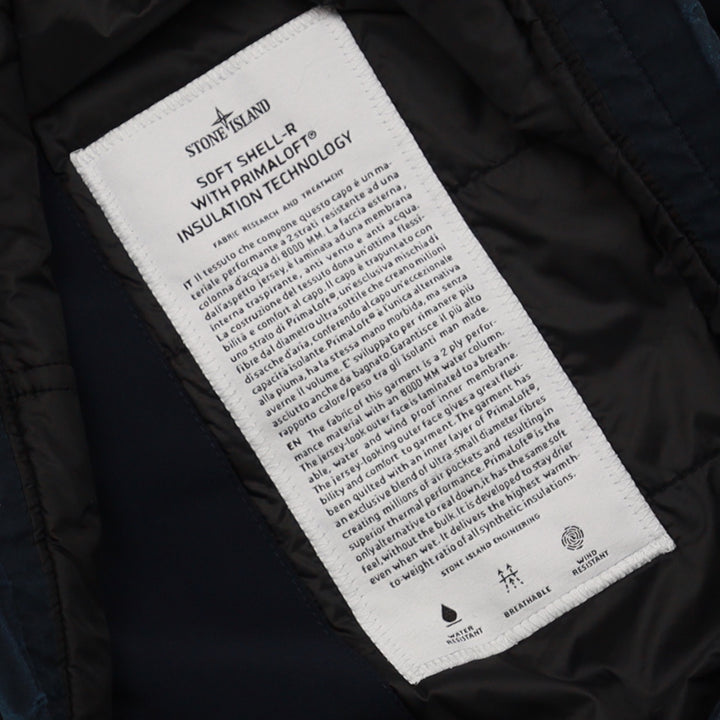 STONE ISLAND
SOFT SHELL-R
WITH PRIMALOFT®
INSULATION TECHNOLOGY
FABRIC RESEARCH AND TREATMENT
IT Il tessuto che compone questo capo è un ma-
teriale performante a 2 strati resistente ad una
colonna d'acqua di 8000 MM. La faccia esterna,
dall'aspetto jersey, è laminata ad una membrana
interna traspirante, anti vento e anti acqua.
La costruzione del tessuto dona un'ottima flessi-
bilità e comfort al capo. Il capo è trapuntato con
uno strato di PrimaLoft®, un'esclusiva mischia di
fibre dal diametro ultra sottile che creano milioni
di sacche d'aria, conferendo al capo un'eccezionale
capacità isolante. PrimaLoft® è l'unica alternativa
alla piuma, ha la stessa mano morbida, ma senza
averne il volume. E' sviluppato per rimanere più
asciutto anche da bagnato. Garantisce il più alto
rapporto calore/peso tra gli isolanti man made.
EN The fabric of this garment is a 2 ply perfor-
mance material with an 8000 MM water column.
The jersey-look outer face is laminated to a breath-
able, water and wind proof inner membrane.
The jersey-looking outer face gives a great flexi-
bility and comfort to garment. The garment has
been quilted with an inner layer of PrimaLoft®,
an exclusive blend of ultra small diameter fibres
creating millions of air pockets and resulting in
superior thermal performance. PrimaLoft® is the
only alternative to real down, it has the same soft
feel, without the bulk. It is developed to stay drier
even when wet. It delivers the highest warmth-
to-weight ratio of all synthetic insulations.
STONE ISLAND ENGINEERING
WATER
RESISTANT
BREATHABLE
WIND
RESISTANT